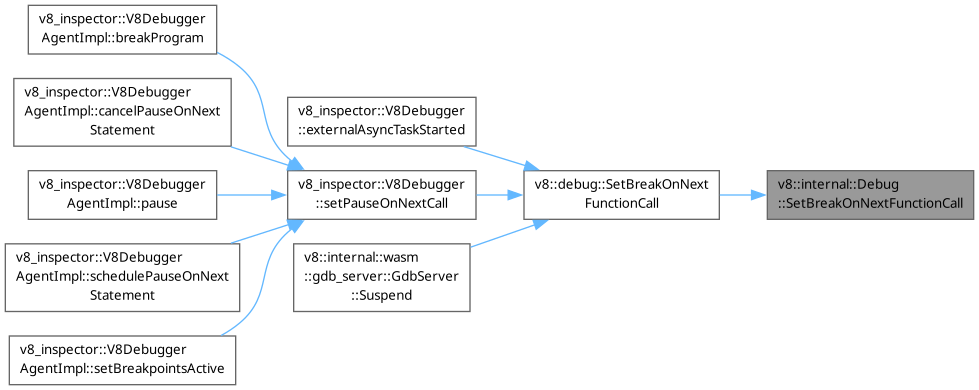 v8_inspector::V8Debugger
AgentImpl::breakProgram
v8_inspector::V8Debugger
AgentImpl::cancelPauseOnNext
Statement
v8_inspector::V8Debugger
AgentImpl::pause
v8_inspector::V8Debugger
AgentImpl::schedulePauseOnNext
Statement
v8_inspector::V8Debugger
AgentImpl::setBreakpointsActive
v8_inspector::V8Debugger
::externalAsyncTaskStarted
v8_inspector::V8Debugger
::setPauseOnNextCall
v8::internal::wasm
::gdb_server::GdbServer
::Suspend
v8::debug::SetBreakOnNext
FunctionCall
v8::internal::Debug
::SetBreakOnNextFunctionCall